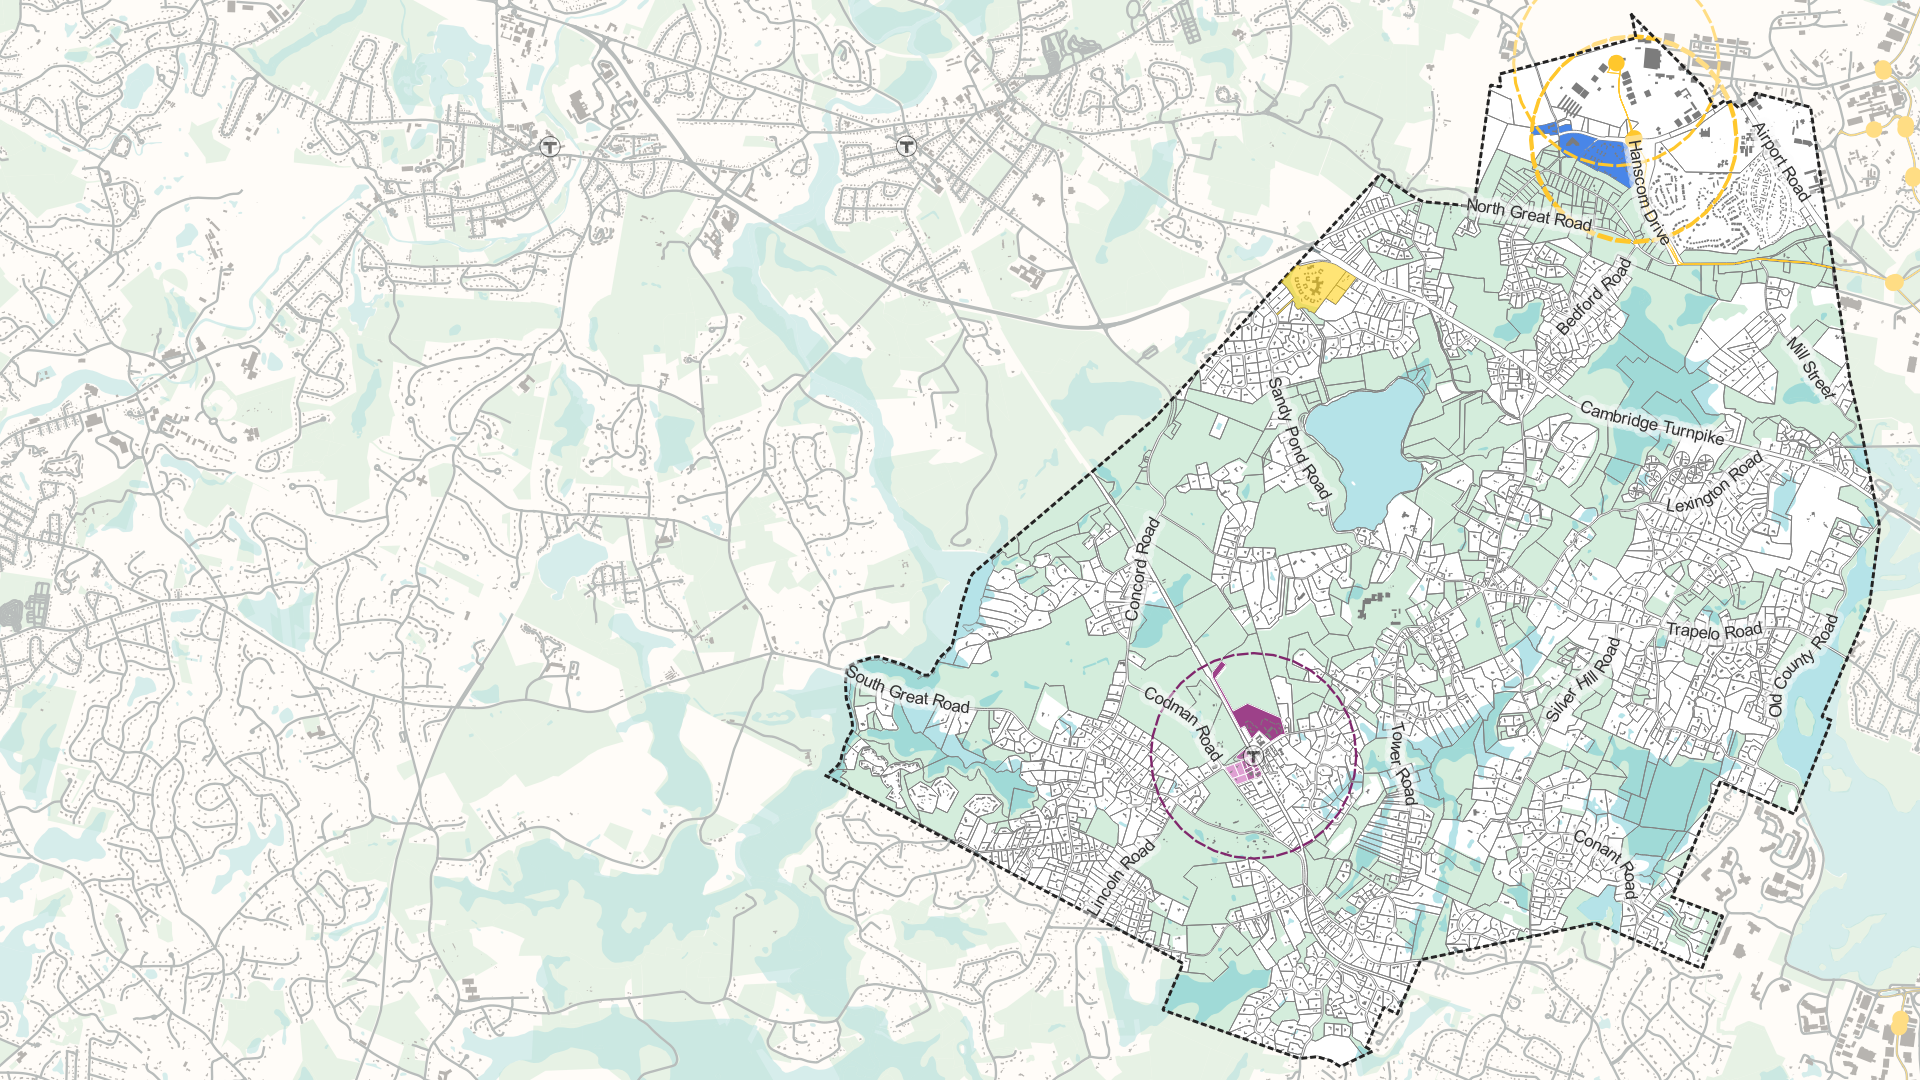 Airport Road
Hanscom Drive
North Great Road
Bedford Road
Mill Street
Sandy Pond Road
Cambridge Turnpike
Lexington Road
Concord Road
Trapelo Road
Old County Road
Silver Hill Road
South Great Road
Codman Road
Tower Road
Conant Road
Lincoln Road
T
T
T